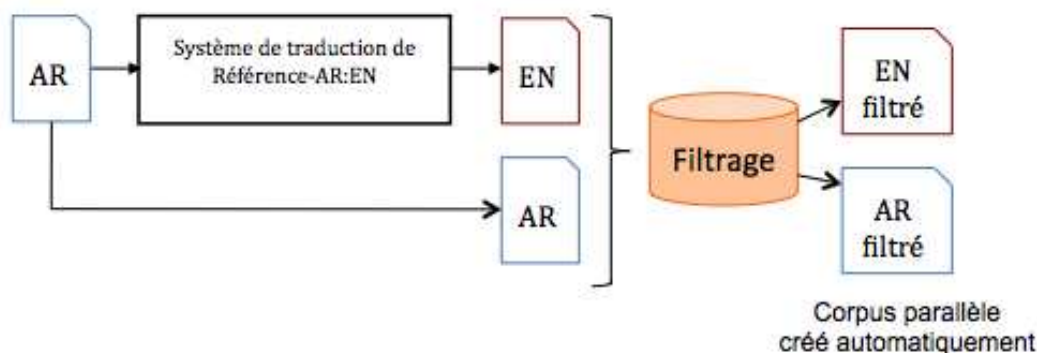 AR
Système de traduction de
Référence-AR:EN
EN
AR
Filtrage
EN
filtré
AR
filtré
Corpus parallèle
créé automatiquement